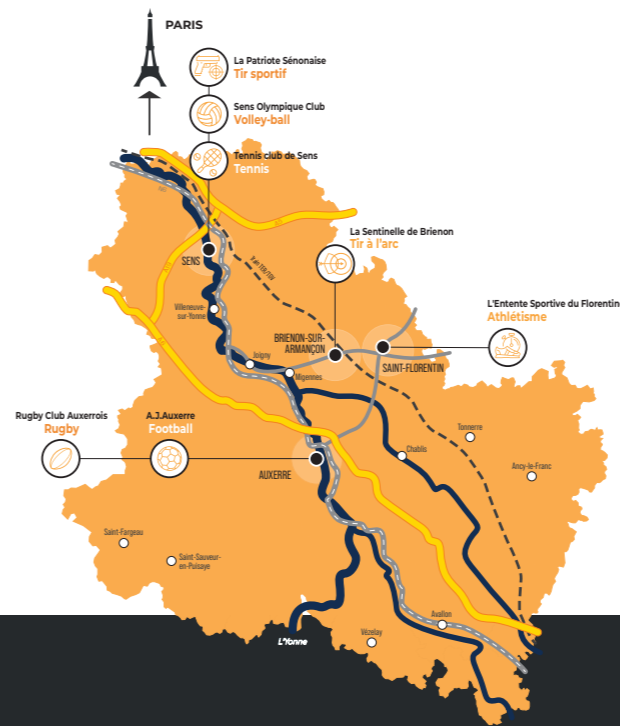 PARIS
La Patriote Sénonaise
Tir sportif
Sens Olympique Club
Volley-ball
Tennis club de Sens
Tennis
La Sentinelle de Brienon
Tir à l'arc
SENS
Villeneuve-
sur-Yonne
L'Entente Sportive du Florentin
Athlétisme
BRIENON-SUR-
ARMANÇON
SAINT-FLORENTIN
Joigny
Migennes
Rugby Club Auxerrois
Rugby
A.J.Auxerre
Football
AUXERRE
Chablis
Tonnerre
Ancy-le-Franc
Saint-Fargeau
Saint-Sauveur-
en-Puisaye
L'Yonne
Vézelay
Avallon